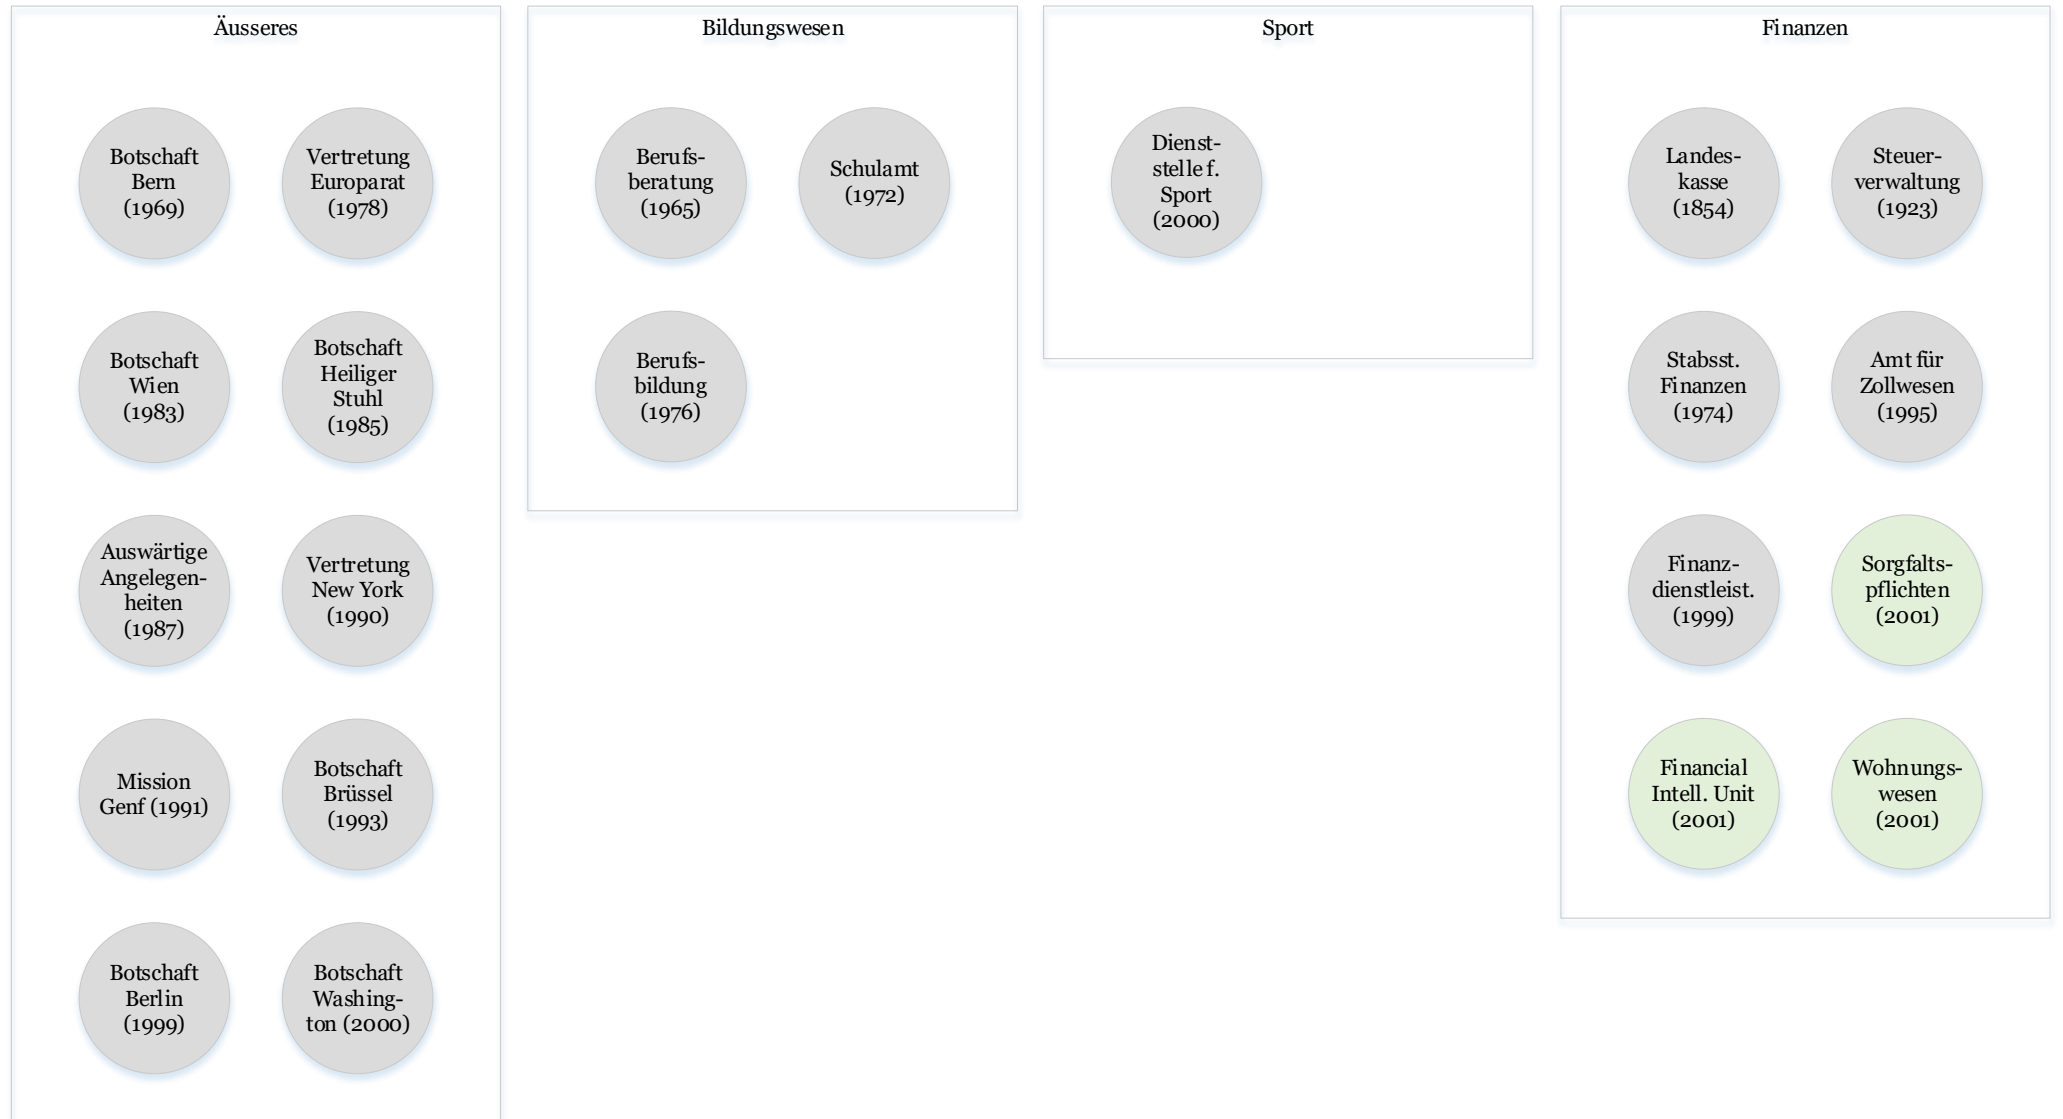 Äusseres
Botschaft
Bern
(1969)
Vertretung
Europarat
(1978)
Botschaft
Wien
(1983)
Botschaft
Heiliger
Stuhl
(1985)
Auswärtige
Angelegen-
heiten
(1987)
Vertretung
New York
(1990)
Mission
Genf (1991)
Botschaft
Brüssel
(1993)
Botschaft
Berlin
(1999)
Botschaft
Washing-
ton (2000)
Bildungswesen
Berufs-
beratung
(1965)
Schulamt
(1972)
Berufs-
bildung
(1976)
Sport
Dienst-
stelle f.
Sport
(2000)
Finanzen
Landes-
kasse
(1854)
Steuer-
verwaltung
(1923)
Stabsst.
Finanzen
(1974)
Amt für
Zollwesen
(1995)
Finanz-
dienstleist.
(1999)
Sorgfalts-
pflichten
(2001)
Financial
Intell. Unit
(2001)
Wohnungs-
wesen
(2001)